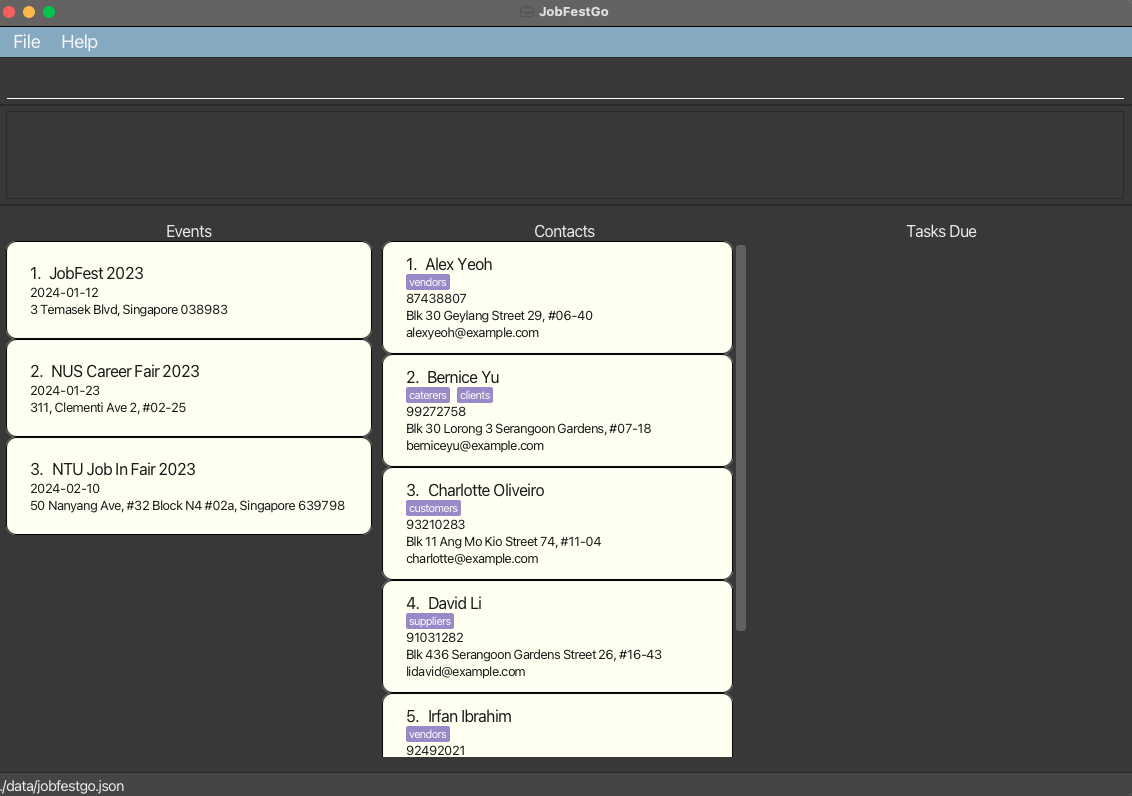 JobFestGo
File Help
Events
1. JobFest 2023
2024-01-12
3 Temasek Blvd, Singapore 038983
2. NUS Career Fair 2023
2024-01-23
311, Clementi Ave 2, #02-25
3. NTU Job In Fair 2023
2024-02-10
50 Nanyang Ave, #32 Block N4 #02a, Singapore 639798
Contacts
1. Alex Yeoh
vendors
87438807
Blk 30 Geylang Street 29, #06-40
alexyeoh@example.com
2. Bernice Yu
caterers clients
99272758
Blk 30 Lorong 3 Serangoon Gardens, #07-18
berniceyu@example.com
3. Charlotte Oliveiro
customers
93210283
Blk 11 Ang Mo Kio Street 74, #11-04
charlotte@example.com
4. David Li
suppliers
91031282
Blk 436 Serangoon Gardens Street 26, #16-43
lidavid@example.com
5. Irfan Ibrahim
vendors
92492021
Tasks Due
./data/jobfestgo.json